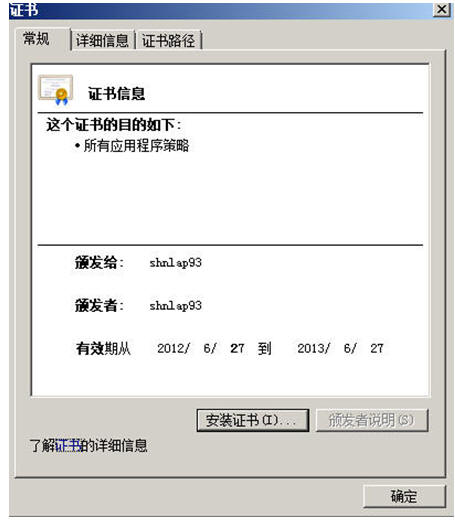 证书
常规 详细信息 证书路径
证书信息
这个证书的目的如下:
• 所有应用程序策略
颁发给: shnlap93
颁发者: shnlap93
有效期从 2012/ 6/ 27 到 2013/ 6/ 27
安装证书(I)... 颁发者说明(S)
了解证书的详细信息
确定